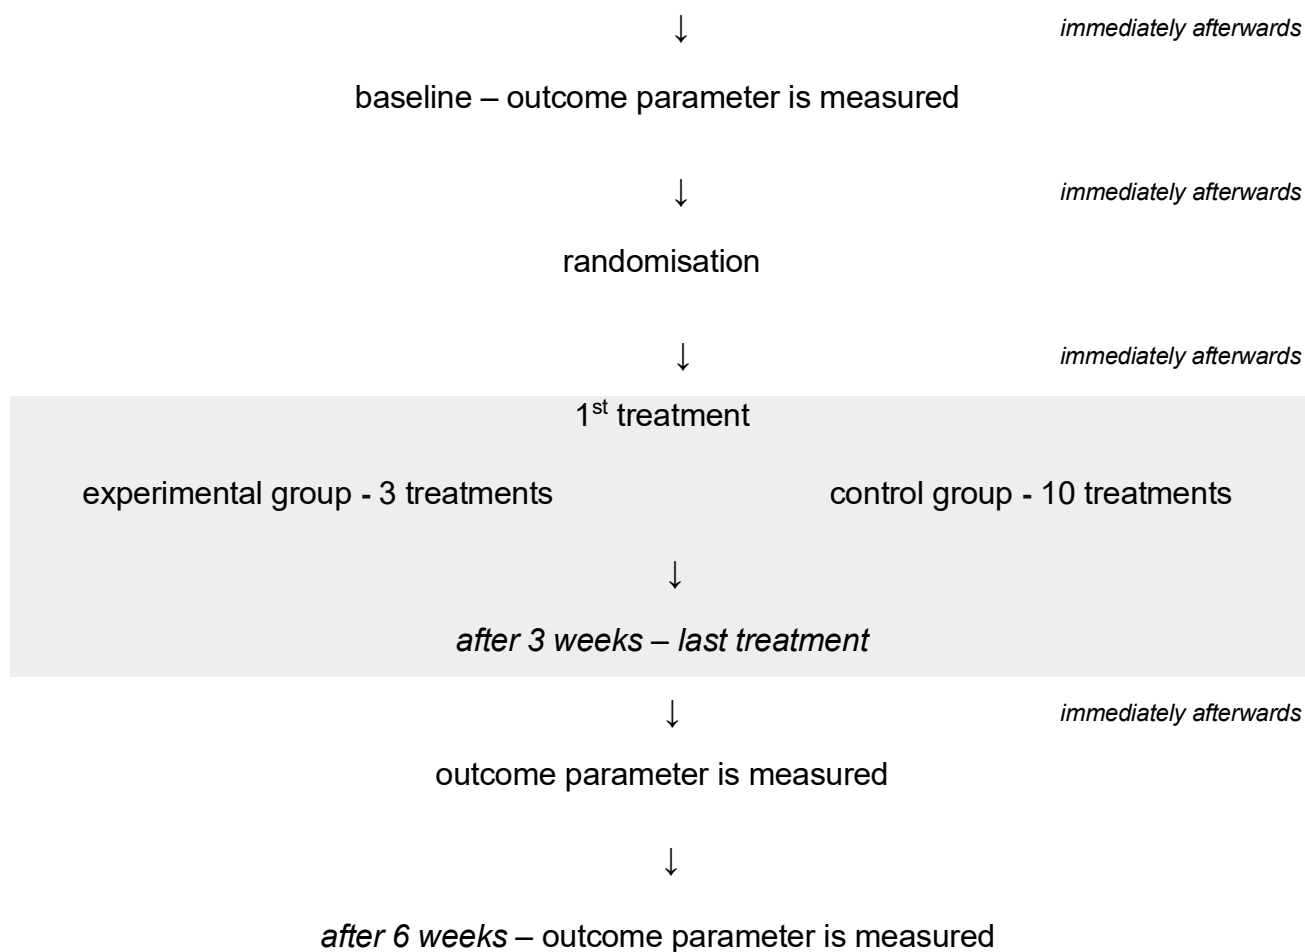 ↓ immediately afterwards
baseline – outcome parameter is measured
↓ immediately afterwards
randomisation
↓ immediately afterwards
1st treatment
experimental group - 3 treatments control group - 10 treatments
↓
after 3 weeks – last treatment
↓ immediately afterwards
outcome parameter is measured
↓
after 6 weeks – outcome parameter is measured